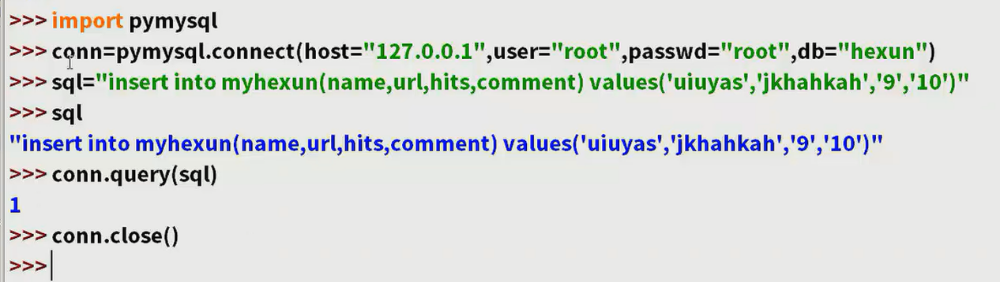 >>> import pymysql
>>> conn=pymysql.connect(host="127.0.0.1",user="root",passwd="root",db="hexun")
>>> sql="insert into myhexun(name,url,hits,comment) values('uiuyas','jkhahkah','9','10')"
>>> sql
"insert into myhexun(name,url,hits,comment) values('uiuyas','jkhahkah','9','10')"
>>> conn.query(sql)
1
>>> conn.close()
>>>